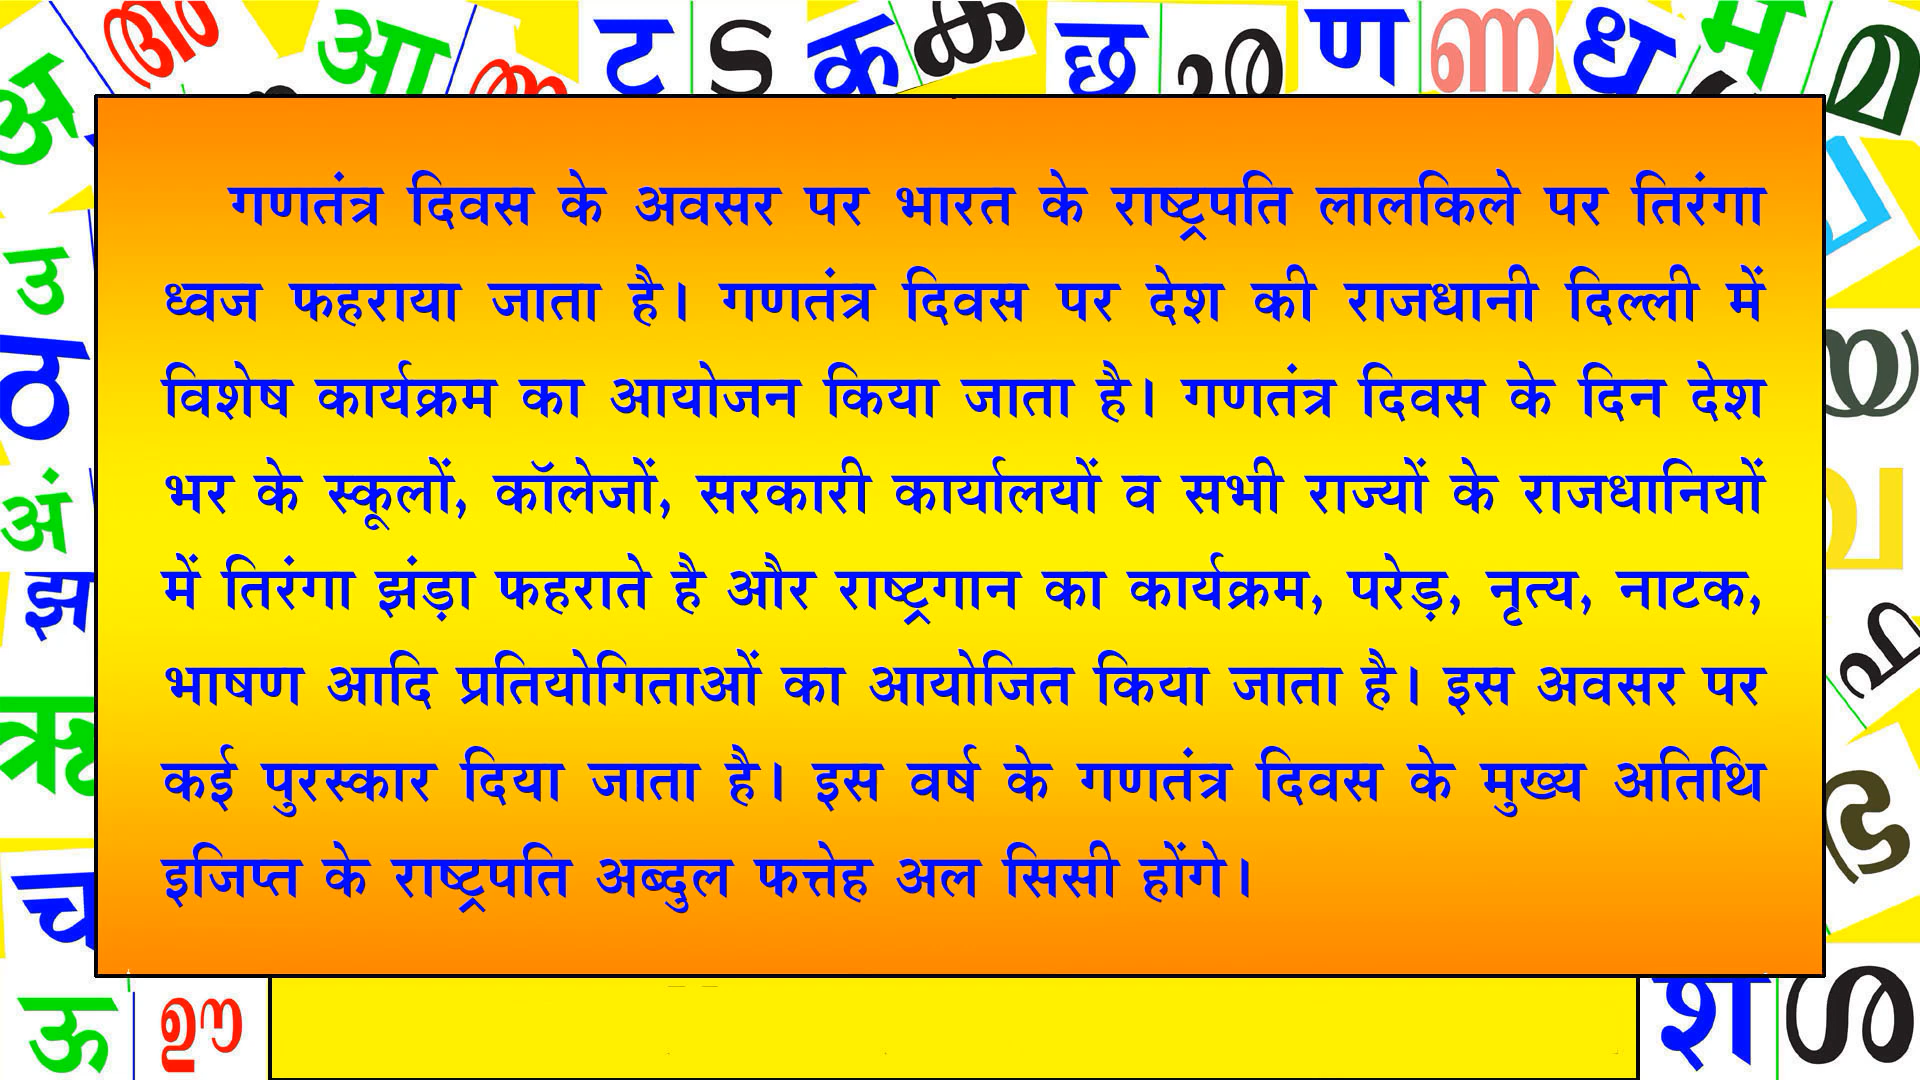 अ ആ आ ക ट ട क ക छ ഛ ण ണ ध म മ
गणतंत्र दिवस के अवसर पर भारत के राष्ट्रपति लालकिले पर तिरंगा
ध्वज फहराया जाता है। गणतंत्र दिवस पर देश की राजधानी दिल्ली में
विशेष कार्यक्रम का आयोजन किया जाता है। गणतंत्र दिवस के दिन देश
भर के स्कूलों, कॉलेजों, सरकारी कार्यालयों व सभी राज्यों के राजधानियों
में तिरंगा झंड़ा फहराते है और राष्ट्रगान का कार्यक्रम, परेड़, नृत्य, नाटक,
भाषण आदि प्रतियोगिताओं का आयोजित किया जाता है। इस अवसर पर
कई पुरस्कार दिया जाता है। इस वर्ष के गणतंत्र दिवस के मुख्य अतिथि
इजिप्त के राष्ट्रपति अब्दुल फत्तेह अल सिसी होंगे।
उ
ठ
अं
झ
ऋ
च
ऊ ഊ
श ശ